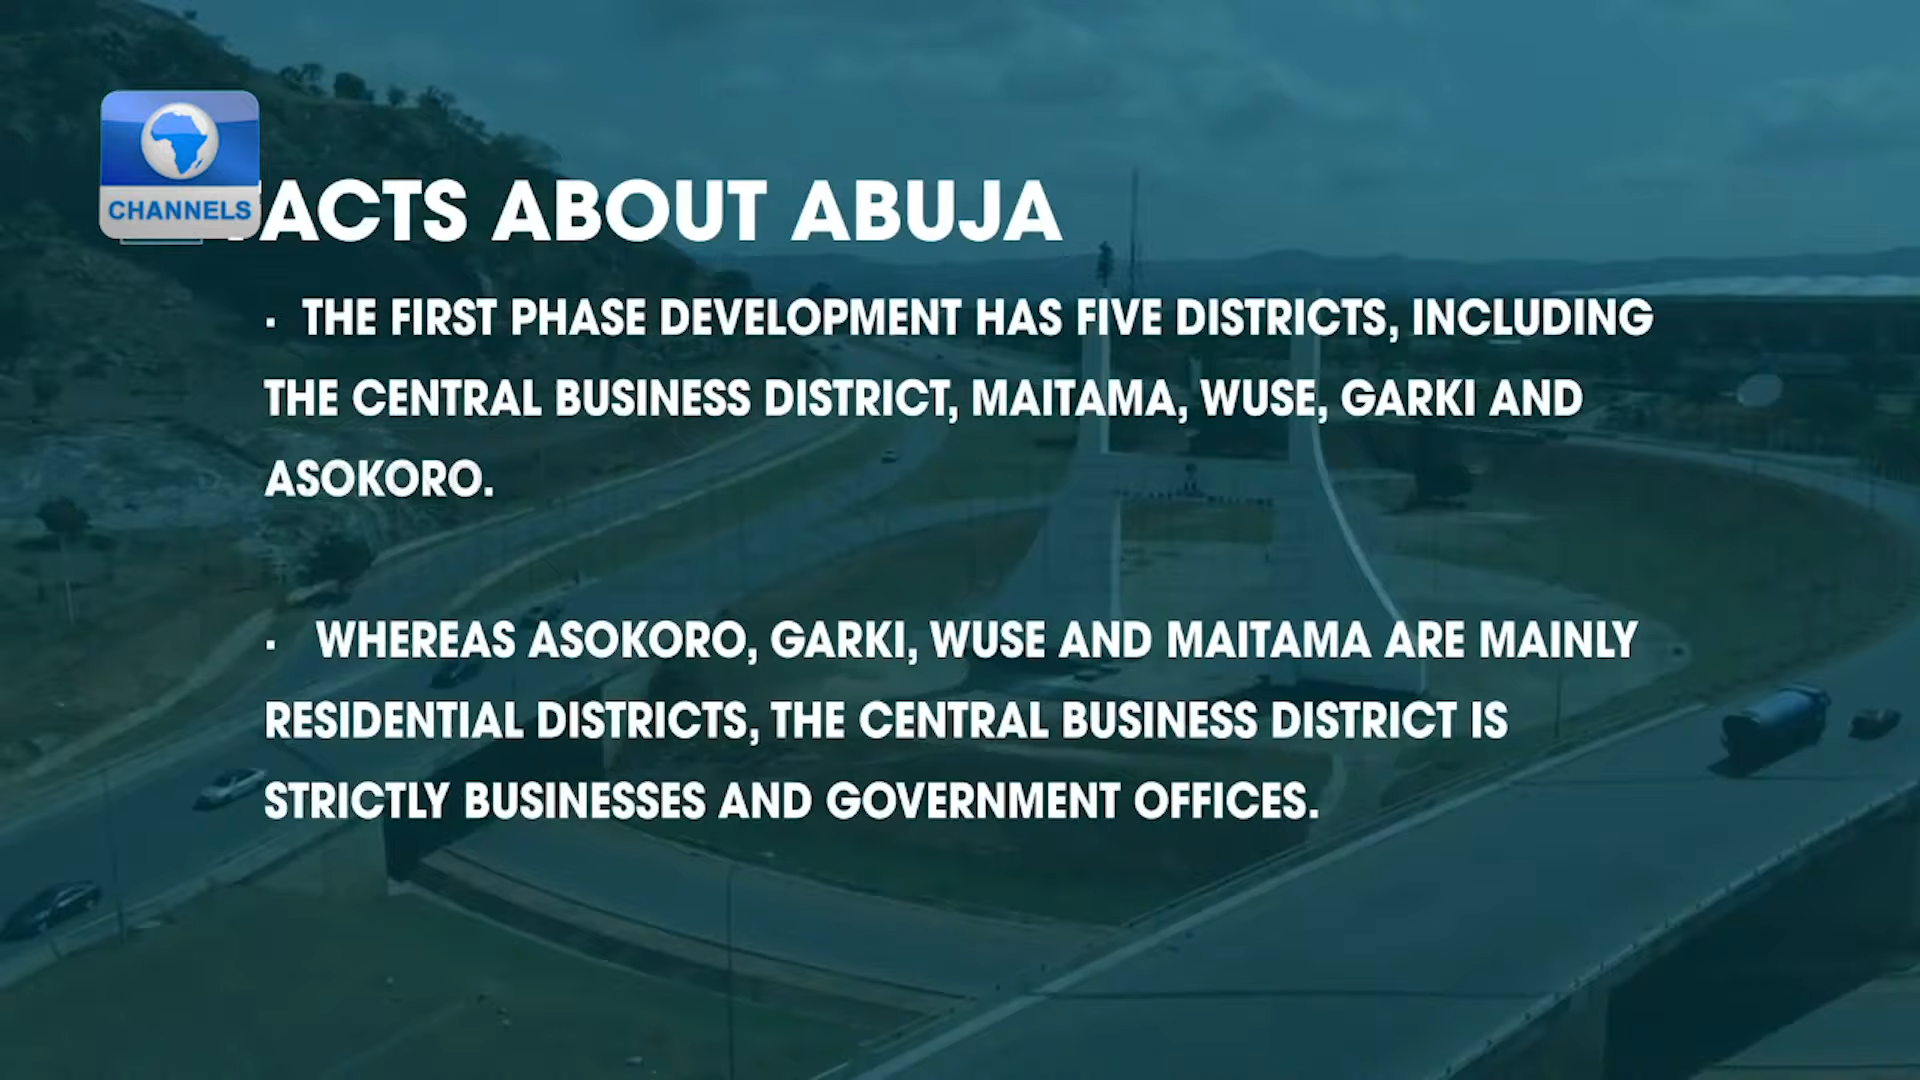 CHANNELS
FACTS ABOUT ABUJA
· THE FIRST PHASE DEVELOPMENT HAS FIVE DISTRICTS, INCLUDING
THE CENTRAL BUSINESS DISTRICT, MAITAMA, WUSE, GARKI AND
ASOKORO.
· WHEREAS ASOKORO, GARKI, WUSE AND MAITAMA ARE MAINLY
RESIDENTIAL DISTRICTS, THE CENTRAL BUSINESS DISTRICT IS
STRICTLY BUSINESSES AND GOVERNMENT OFFICES.